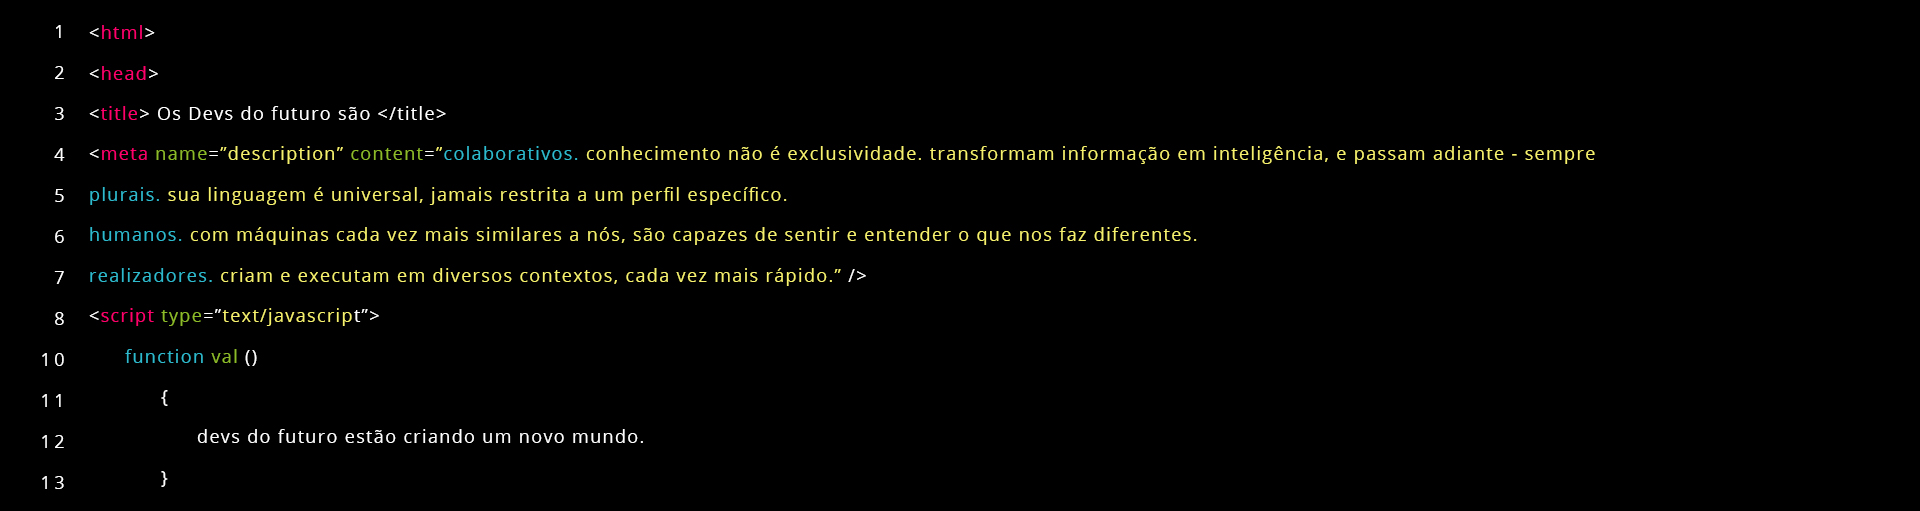 1 <html>
2 <head>
3 <title> Os Devs do futuro são </title>
4 <meta name=”description” content=”colaborativos. conhecimento não é exclusividade. transformam informação em inteligência, e passam adiante - sempre
5 plurais. sua linguagem é universal, jamais restrita a um perfil específico.
6 humanos. com máquinas cada vez mais similares a nós, são capazes de sentir e entender o que nos faz diferentes.
7 realizadores. criam e executam em diversos contextos, cada vez mais rápido.” />
8 <script type=”text/javascript”>
10 function val ()
11 {
12 devs do futuro estão criando um novo mundo.
13 }